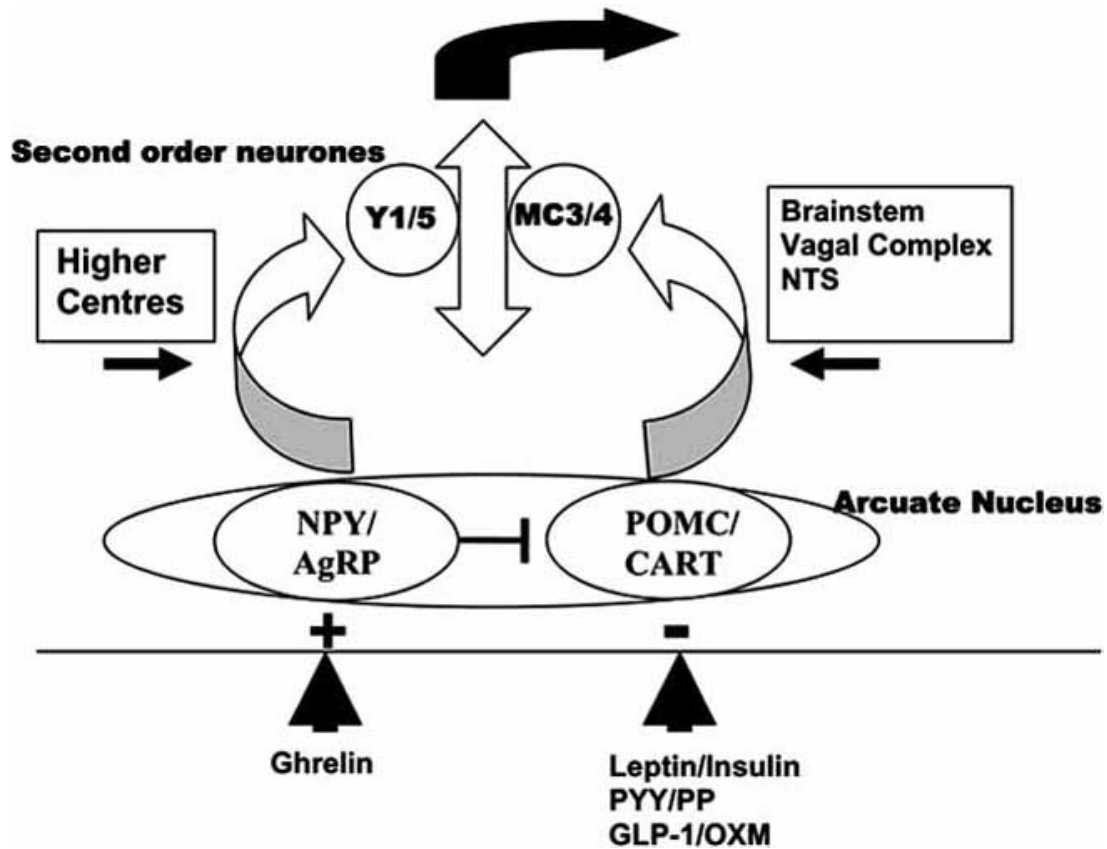 Second order neurones
Y1/5
MC3/4
Higher
Centres
Brainstem
Vagal Complex
NTS
NPY/
AgRP
POMC/
CART
Arcuate Nucleus
+
-
Ghrelin
Leptin/Insulin
PYY/PP
GLP-1/OXM